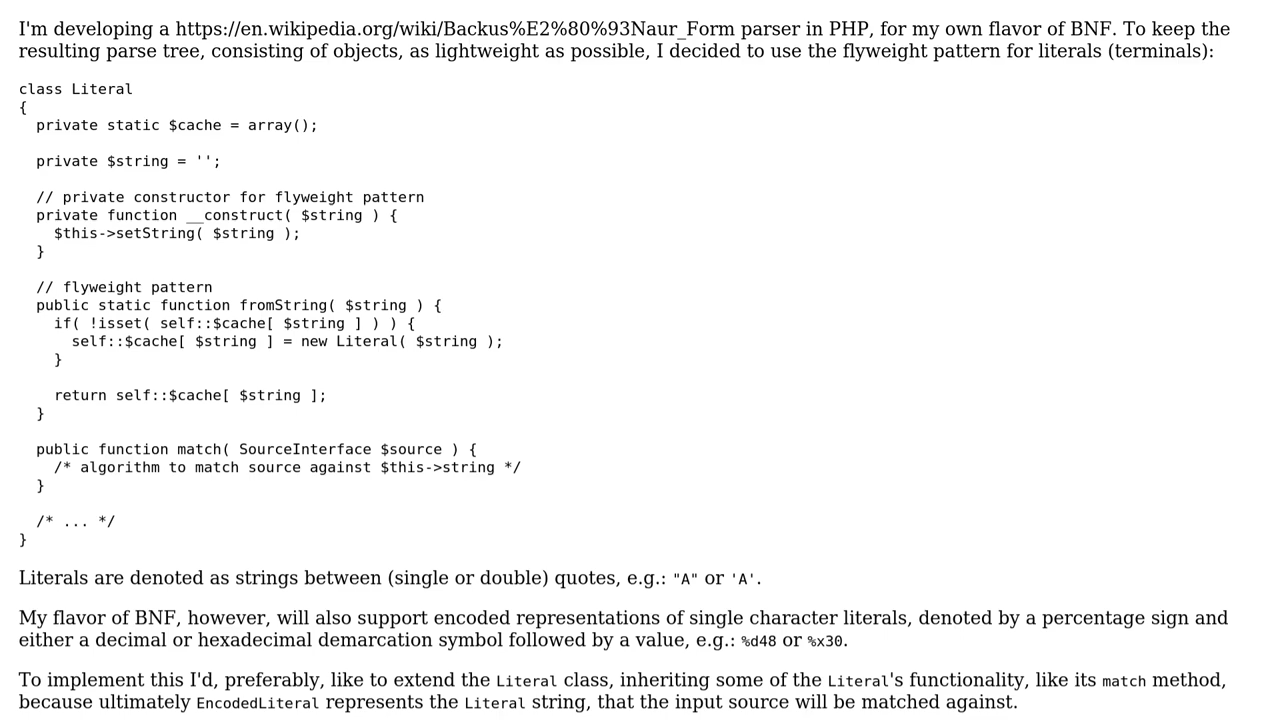 I'm developing a https://en.wikipedia.org/wiki/Backus%E2%80%93Naur_Form parser in PHP, for my own flavor of BNF. To keep the
resulting parse tree, consisting of objects, as lightweight as possible, I decided to use the flyweight pattern for literals (terminals):
class Literal
{
  private static $cache = array();
  private $string = '';
  // private constructor for flyweight pattern
  private function __construct( $string ) {
    $this->setString( $string );
  }
  // flyweight pattern
  public static function fromString( $string ) {
    if( !isset( self::$cache[ $string ] ) ) {
      self::$cache[ $string ] = new Literal( $string );
    }
    return self::$cache[ $string ];
  }
  public function match( SourceInterface $source ) {
    /* algorithm to match source against $this->string */
  }
  /* ... */
}
Literals are denoted as strings between (single or double) quotes, e.g.: "A" or 'A'.
My flavor of BNF, however, will also support encoded representations of single character literals, denoted by a percentage sign and
either a decimal or hexadecimal demarcation symbol followed by a value, e.g.: %d48 or %x30.
To implement this I'd, preferably, like to extend the Literal class, inheriting some of the Literal's functionality, like its match method,
because ultimately EncodedLiteral represents the Literal string, that the input source will be matched against.